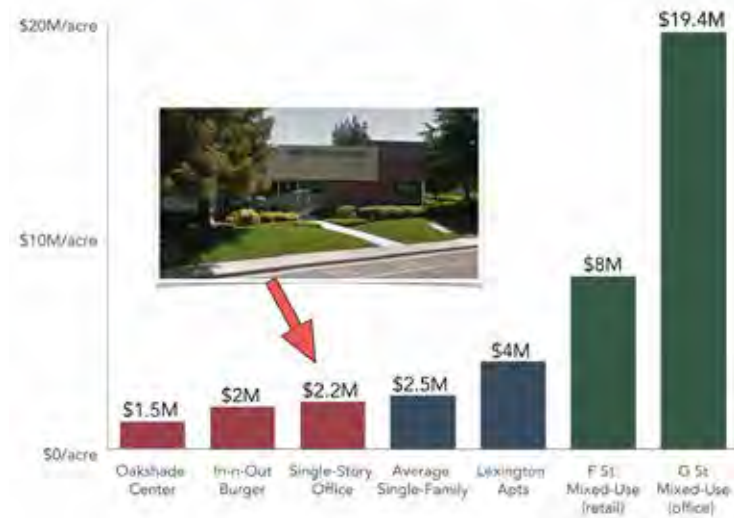 $20M/acre
$19.4M
$10M/acre
$8M
$4M
$2.5M
$2.2M
$2M
$1.5M
$0/acre
Oakshade
Center
In-n-Out
Burger
Single-Story
Office
Average
Single-Family
Lexington
Apts
F St
Mixed-Use
(retail)
G St
Mixed-Use
(office)